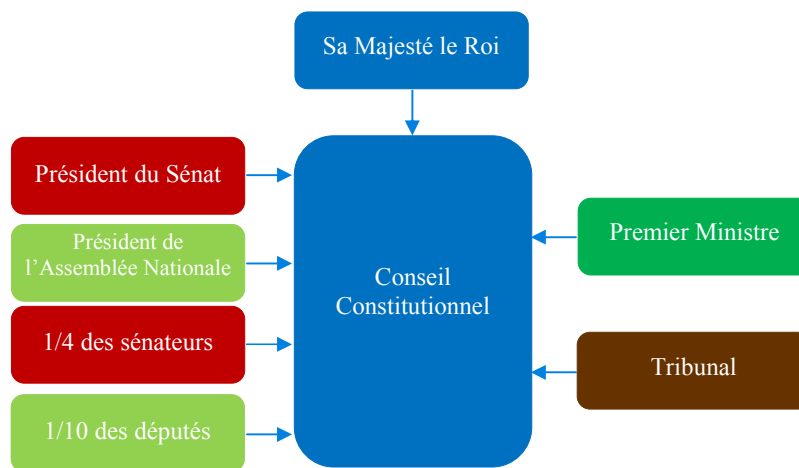 Sa Majesté le Roi
Président du Sénat
Président de
l’Assemblée Nationale
1/4 des sénateurs
1/10 des députés
Conseil
Constitutionnel
Premier Ministre
Tribunal